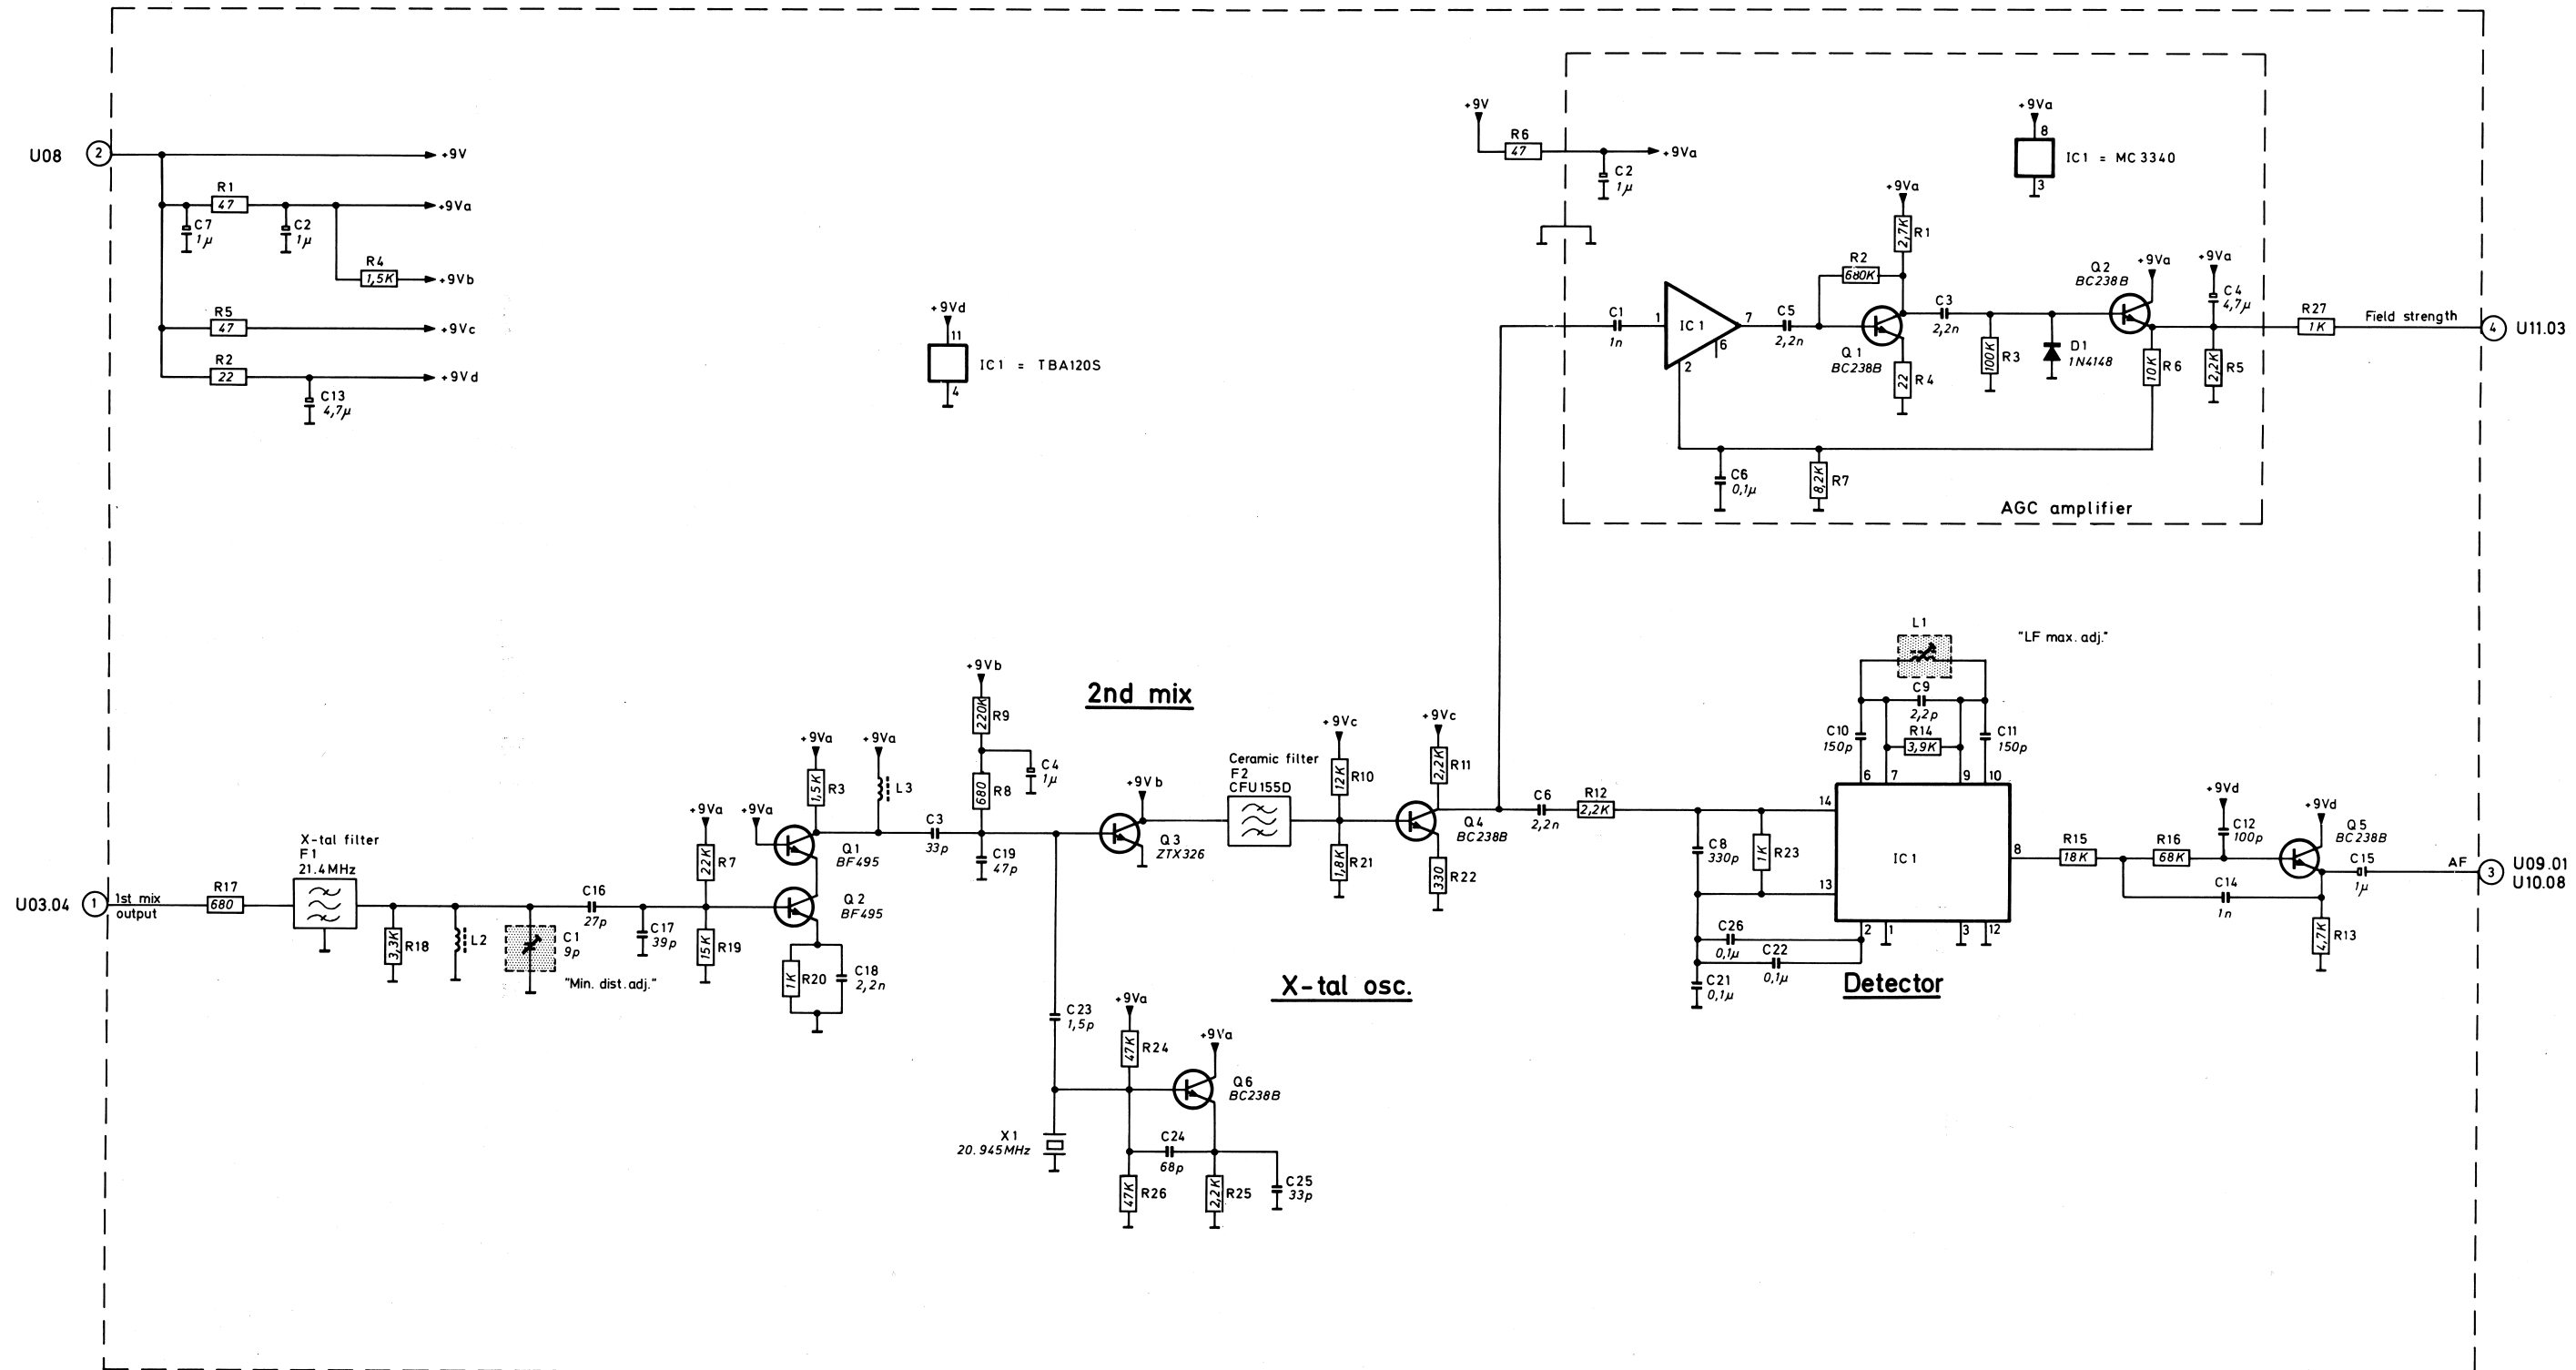 U08
2
+9V
R1
47
+9Va
C7
1µ
C2
1µ
R4
1,5K
+9Vb
R5
47
+9Vc
R2
22
+9Vd
C13
4,7µ
+9Vd
11
IC1 = TBA120S
4
+9V
R6
47
+9Va
C2
1µ
+9Va
8
IC1 = MC3340
3
+9Va
2,7K
R1
R2
680K
C1
1n
1
IC1
7
6
2
C5
2,2n
Q1
BC238B
22
R4
C3
2,2n
100K
R3
D1
1N4148
Q2
BC238B
+9Va
+9Va
C4
4,7µ
10K
R6
2,2K
R5
R27
1K
Field strength
4
U11.03
C6
0,1µ
8,2K
R7
AGC amplifier
U03.04
1
1st mix
output
R17
680
X-tal filter
F1
21.4MHz
3,3K
R18
L2
C1
9p
"Min. dist.adj."
C16
27p
C17
39p
+9Va
22K
R7
15K
R19
+9Va
+9Va
1,5K
R3
+9Va
L3
Q1
BF495
Q2
BF495
1K
R20
C18
2,2n
C3
33p
+9Vb
220K
R9
680
R8
C4
1µ
C19
47p
2nd mix
+9Vb
Q3
ZTX326
Ceramic filter
F2
CFU155D
+9Vc
12K
R10
1,8K
R21
+9Vc
2,2K
R11
Q4
BC238B
330
R22
C23
1,5p
X-tal osc.
+9Va
47K
R24
+9Va
Q6
BC238B
X1
20.945MHz
C24
68p
47K
R26
2,2K
R25
C25
33p
C6
2,2n
R12
2,2K
C8
330p
1K
R23
C26
0,1µ
C22
0,1µ
C21
0,1µ
L1
"LF max. adj."
C9
2,2p
C10
150p
R14
3,9K
C11
150p
6
7
9
10
14
13
IC1
8
2
1
3
12
Detector
R15
18K
R16
68K
+9Vd
C12
100p
+9Vd
Q5
BC238B
C14
1n
C15
1µ
4,7K
R13
AF
3
U09.01
U10.08